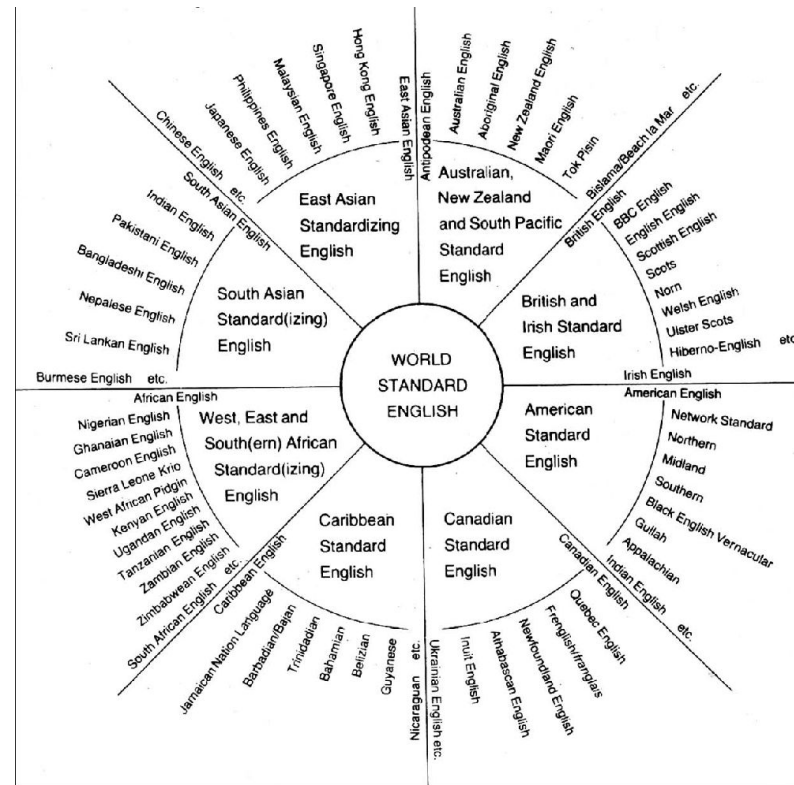 WORLD
STANDARD
ENGLISH
Antipodean English
Australian,
New Zealand
and South Pacific
Standard
English
Australian English
Aboriginal English
New Zealand English
Maori English
Tok Pisin
Bislama/Beach la Mar etc.
British English
British and
Irish Standard
English
BBC English
English English
Scottish English
Scots
Norn
Welsh English
Ulster Scots
Hiberno-English etc
Irish English
American English
American
Standard
English
Network Standard
Northern
Midland
Southern
Black English Vernacular
Gullah
Appalachian
Indian English etc.
Canadian English
Canadian
Standard
English
Quebec English
Frenglish/franglais
Newfoundland English
Athabascan English
Inuit English
Ukrainian English etc.
Caribbean English
Caribbean
Standard
English
Jamaican Nation Language
Barbadian/Bajan
Trinidadian
Bahamian
Belizian
Guyanese
Nicaraguan etc.
African English
West, East and
South(ern) African
Standard(izing)
English
Nigerian English
Ghanaian English
Cameroon English
Sierra Leone Krio
West African Pidgin
Kenyan English
Ugandan English
Tanzanian English
Zambian English
Zimbabwean English
South African English etc.
South Asian English
South Asian
Standard(izing)
English
Indian English
Pakistani English
Bangladeshi English
Nepalese English
Sri Lankan English
Burmese English etc.
East Asian English
East Asian
Standardizing
English
Hong Kong English
Singapore English
Malaysian English
Philippines English
Japanese English
Chinese English etc.